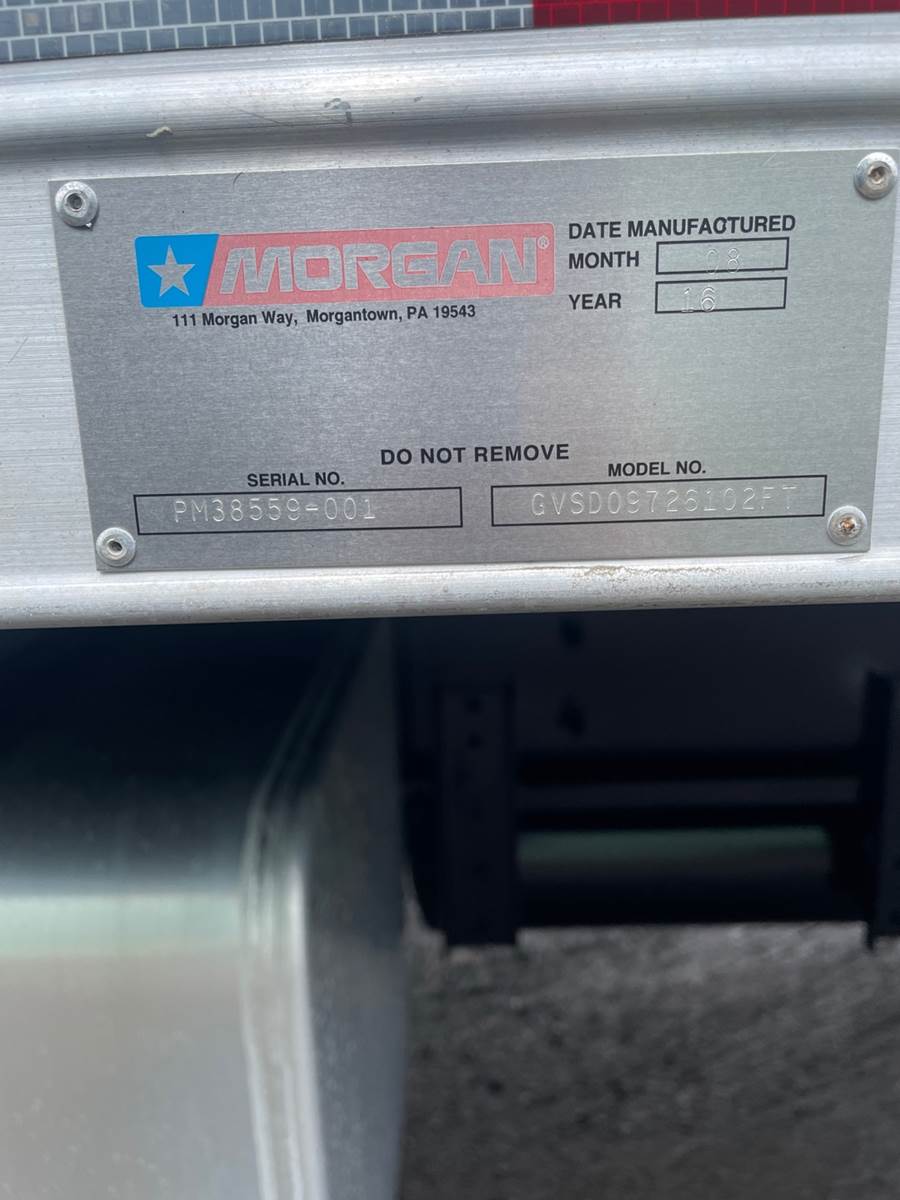 MORGAN®
111 Morgan Way, Morgantown, PA 19543
DATE MANUFACTURED
MONTH 08
YEAR 16
DO NOT REMOVE
SERIAL NO.
PM38559-001
MODEL NO.
GVSD09726102FT